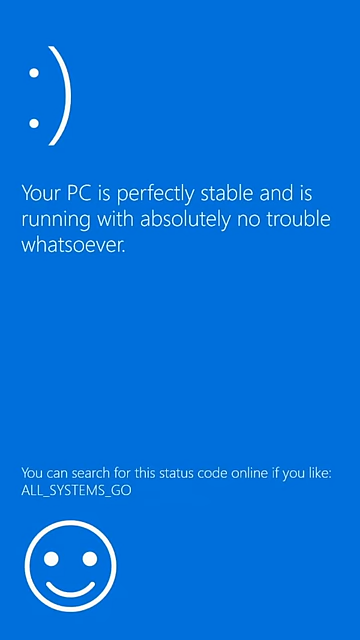 :)
Your PC is perfectly stable and is
running with absolutely no trouble
whatsoever.
You can search for this status code online if you like:
ALL_SYSTEMS_GO